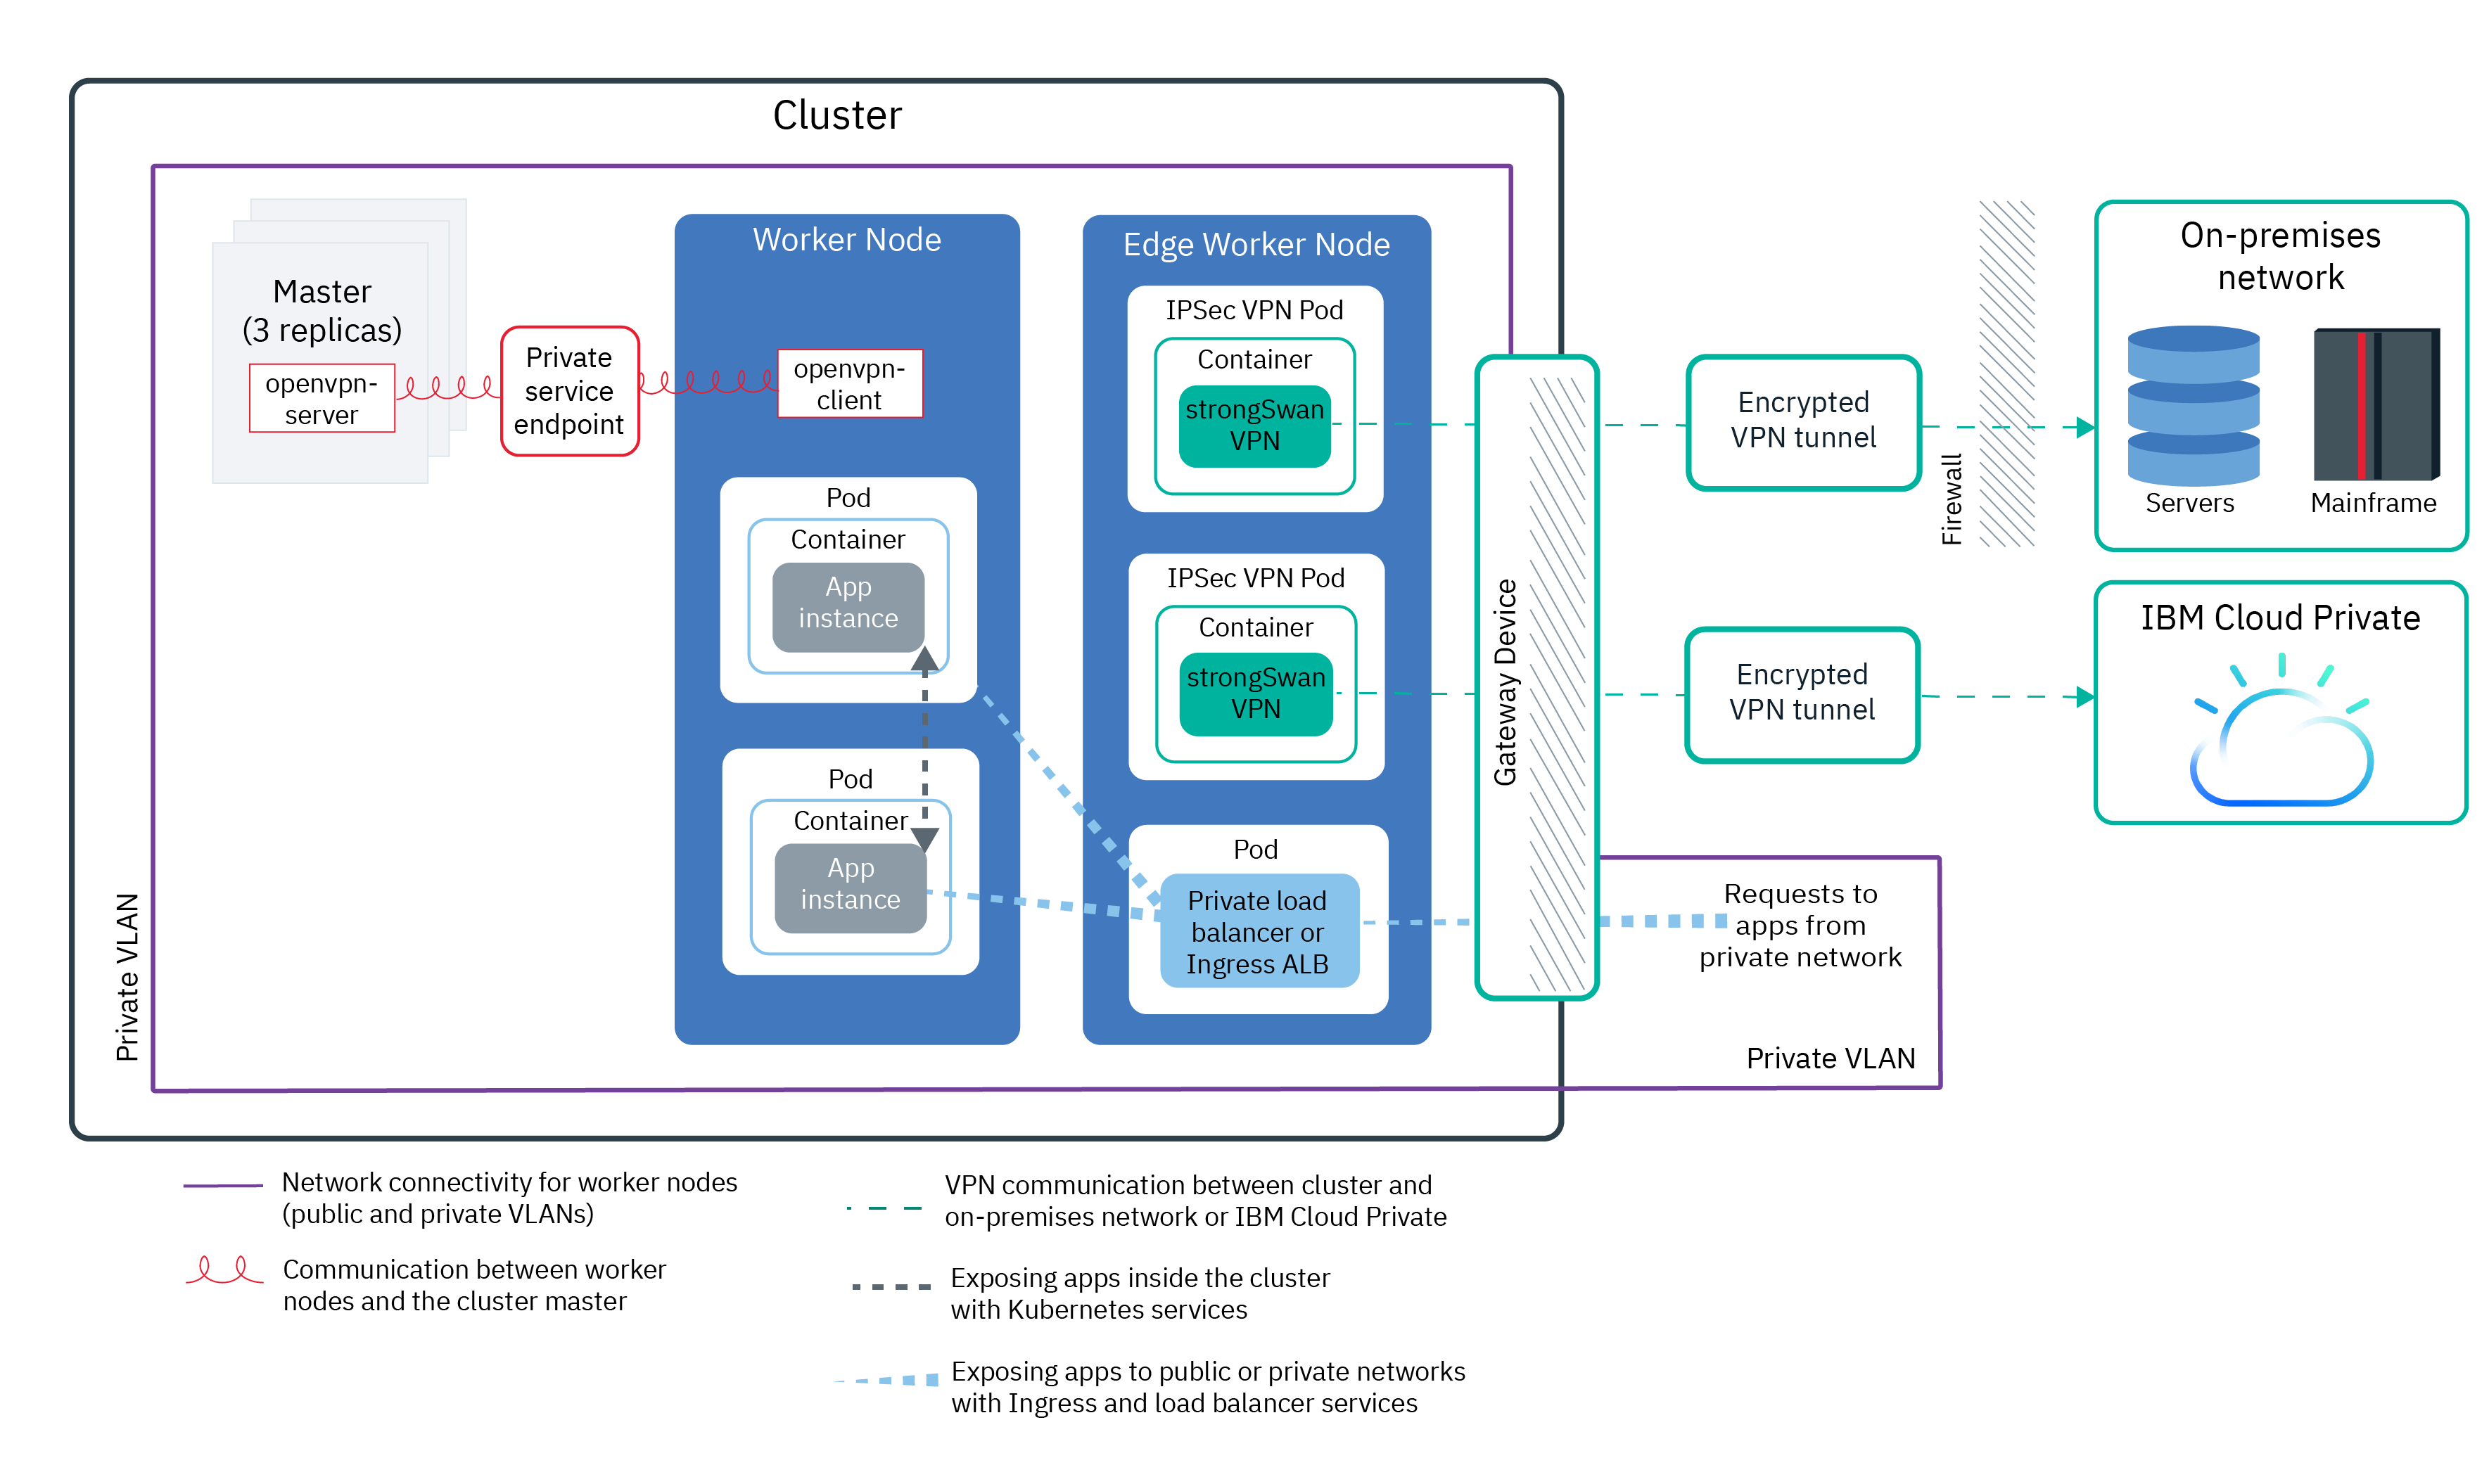 Cluster
Master
(3 replicas)
openvpn-
server
Private
service
endpoint
Worker Node
openvpn-
client
Pod
Container
App
instance
Pod
Container
App
instance
Edge Worker Node
IPSec VPN Pod
Container
strongSwan
VPN
IPSec VPN Pod
Container
strongSwan
VPN
Pod
Private load
balancer or
Ingress ALB
Gateway Device
Encrypted
VPN tunnel
Firewall
On-premises
network
Servers
Mainframe
Encrypted
VPN tunnel
IBM Cloud Private
Requests to
apps from
private network
Private VLAN
Private VLAN
Network connectivity for worker nodes
(public and private VLANs)
Communication between worker
nodes and the cluster master
VPN communication between cluster and
on-premises network or IBM Cloud Private
Exposing apps inside the cluster
with Kubernetes services
Exposing apps to public or private networks
with Ingress and load balancer services